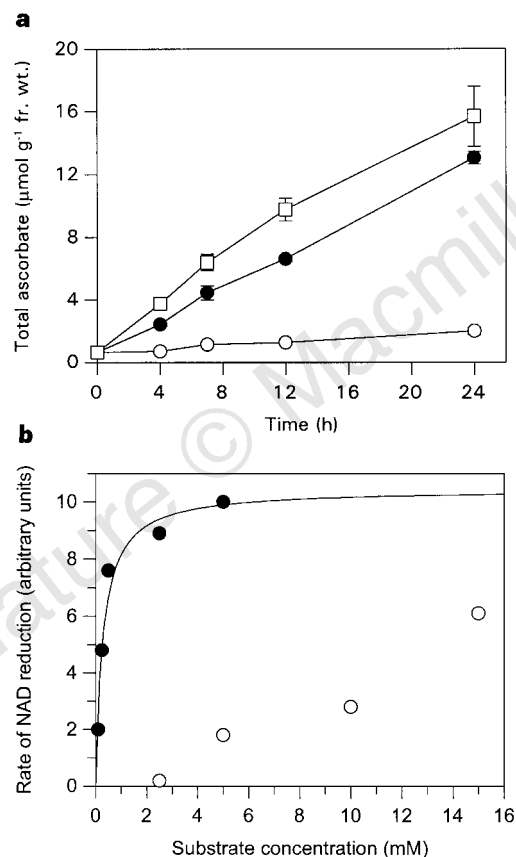 a
Total ascorbate (μmol g⁻¹ fr. wt.)
20
16
12
8
4
0
0 4 8 12 16 20 24
Time (h)
b
Rate of NAD reduction (arbitrary units)
10
8
6
4
2
0
0 2 4 6 8 10 12 14 16
Substrate concentration (mM)
ature © Macmill